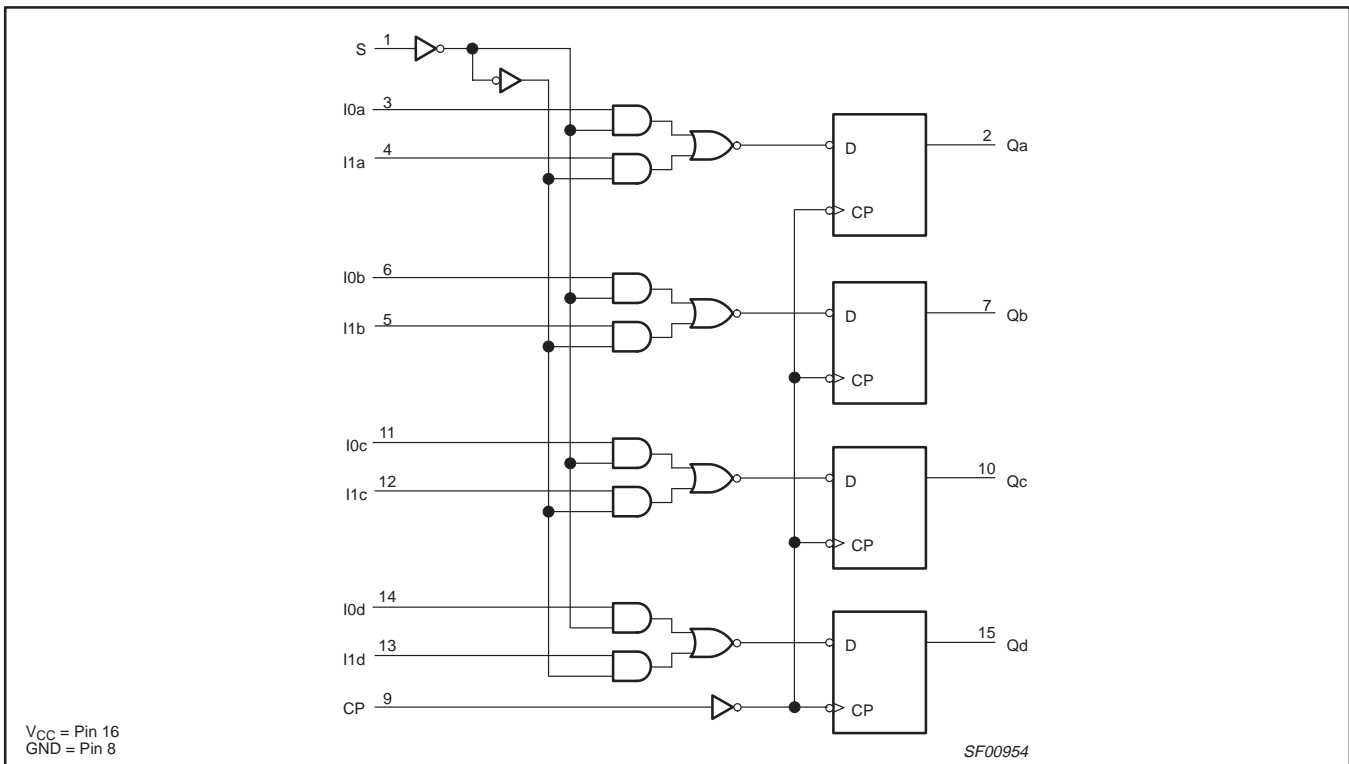 S 1
I0a 3
I1a 4
D
2 Qa
CP
I0b 6
I1b 5
D
7 Qb
CP
I0c 11
I1c 12
D
10 Qc
CP
I0d 14
I1d 13
D
15 Qd
CP 9
CP
VCC = Pin 16
GND = Pin 8
SF00954